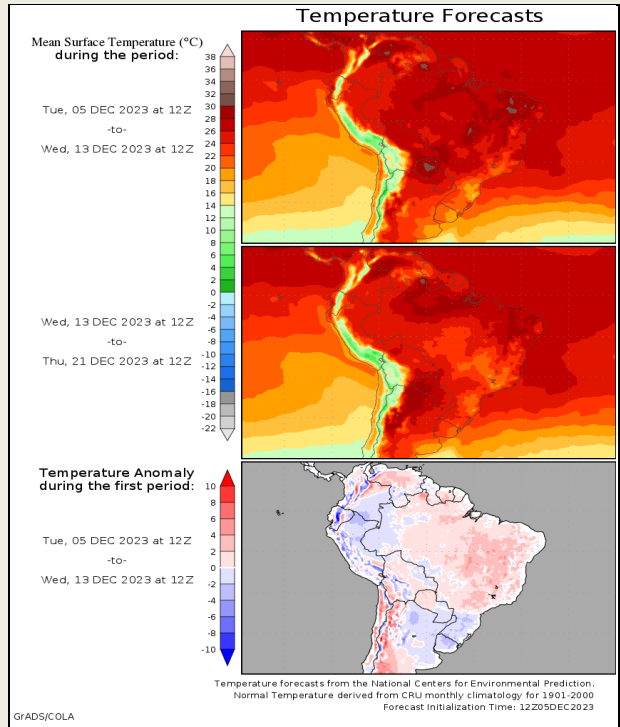 Temperature Forecasts
Mean Surface Temperature (°C)
during the period:
Tue, 05 DEC 2023 at 12Z
-to-
Wed, 13 DEC 2023 at 12Z
38
36
34
32
30
28
26
24
22
20
18
16
14
12
10
8
6
4
2
0
-2
-4
-6
-8
-10
-12
-14
-16
-18
-20
-22
Wed, 13 DEC 2023 at 12Z
-to-
Thu, 21 DEC 2023 at 12Z
Temperature Anomaly
during the first period:
Tue, 05 DEC 2023 at 12Z
-to-
Wed, 13 DEC 2023 at 12Z
10
8
6
4
2
0
-2
-4
-6
-8
-10
Temperature forecasts from the National Centers for Environmental Prediction.
Normal Temperature derived from CRU monthly climatology for 1901-2000
Forecast Initialization Time: 12Z05DEC2023
GrADS/COLA